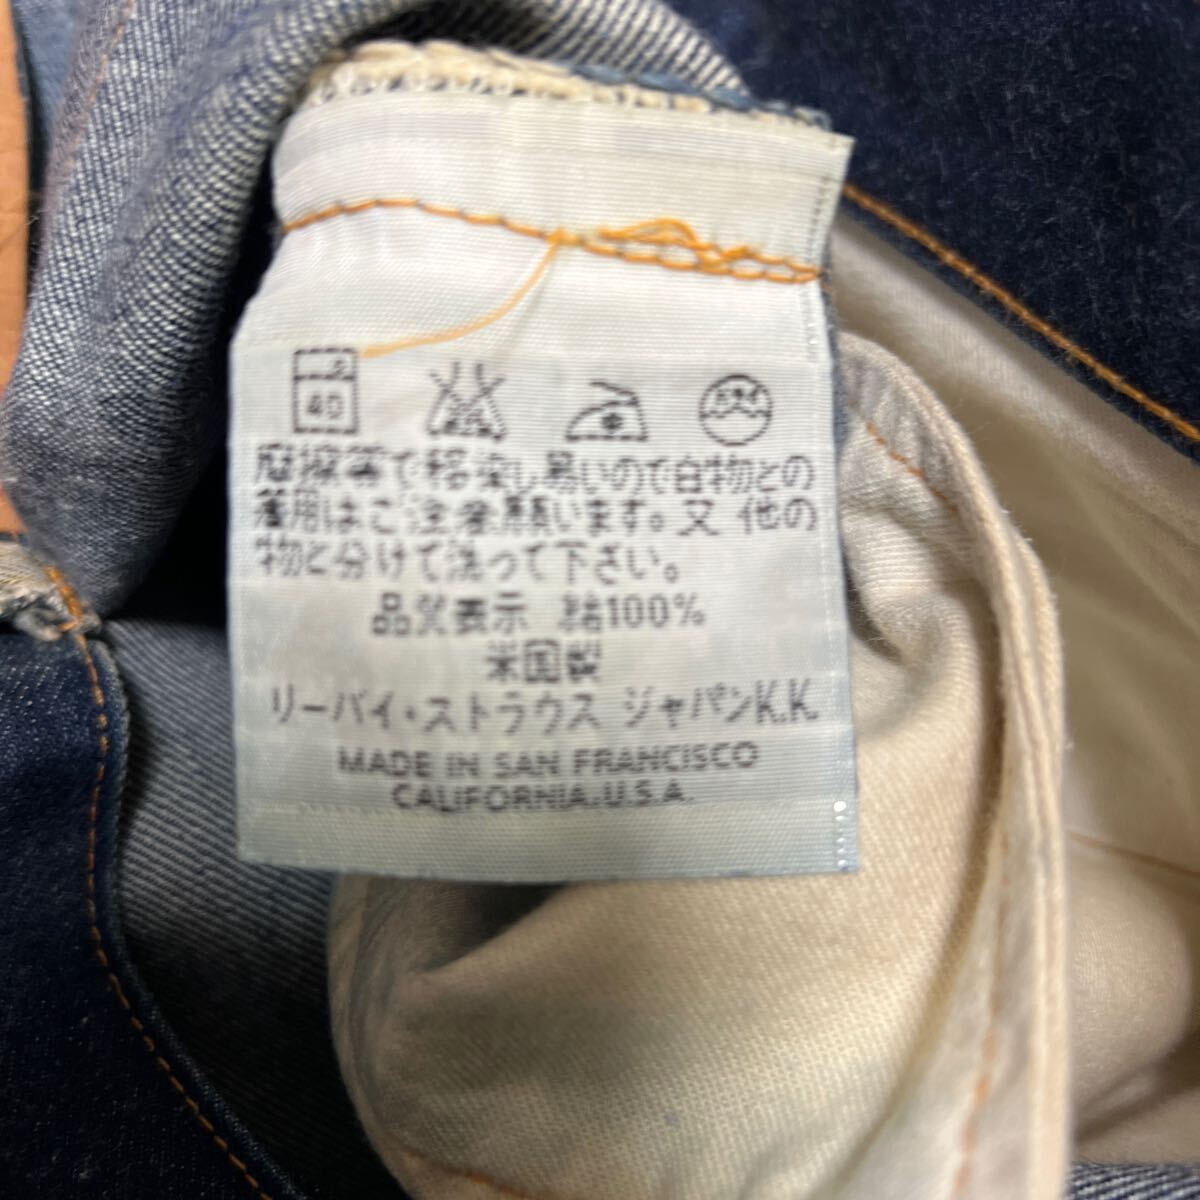 40
摩擦等で移染し易いので白物との
着用はご注意願います。又 他の
物と分けて洗って下さい。
品質表示 綿100%
米国製
リーバイ・ストラウス ジャパンK.K.
MADE IN SAN FRANCISCO
CALIFORNIA.U.S.A.